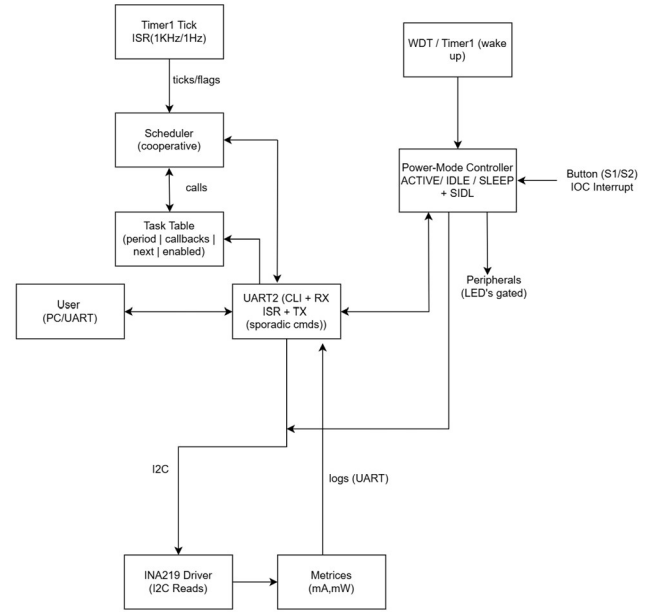 Timer1 Tick
ISR(1KHz/1Hz)
WDT / Timer1 (wake
up)
ticks/flags
Scheduler
(cooperative)
Power-Mode Controller
ACTIVE/ IDLE / SLEEP
+ SIDL
Button (S1/S2)
IOC Interrupt
calls
Task Table
(period | callbacks |
next | enabled)
Peripherals
(LED's gated)
User
(PC/UART)
UART2 (CLI + RX
ISR + TX
(sporadic cmds))
I2C
logs (UART)
INA219 Driver
(I2C Reads)
Metrices
(mA,mW)